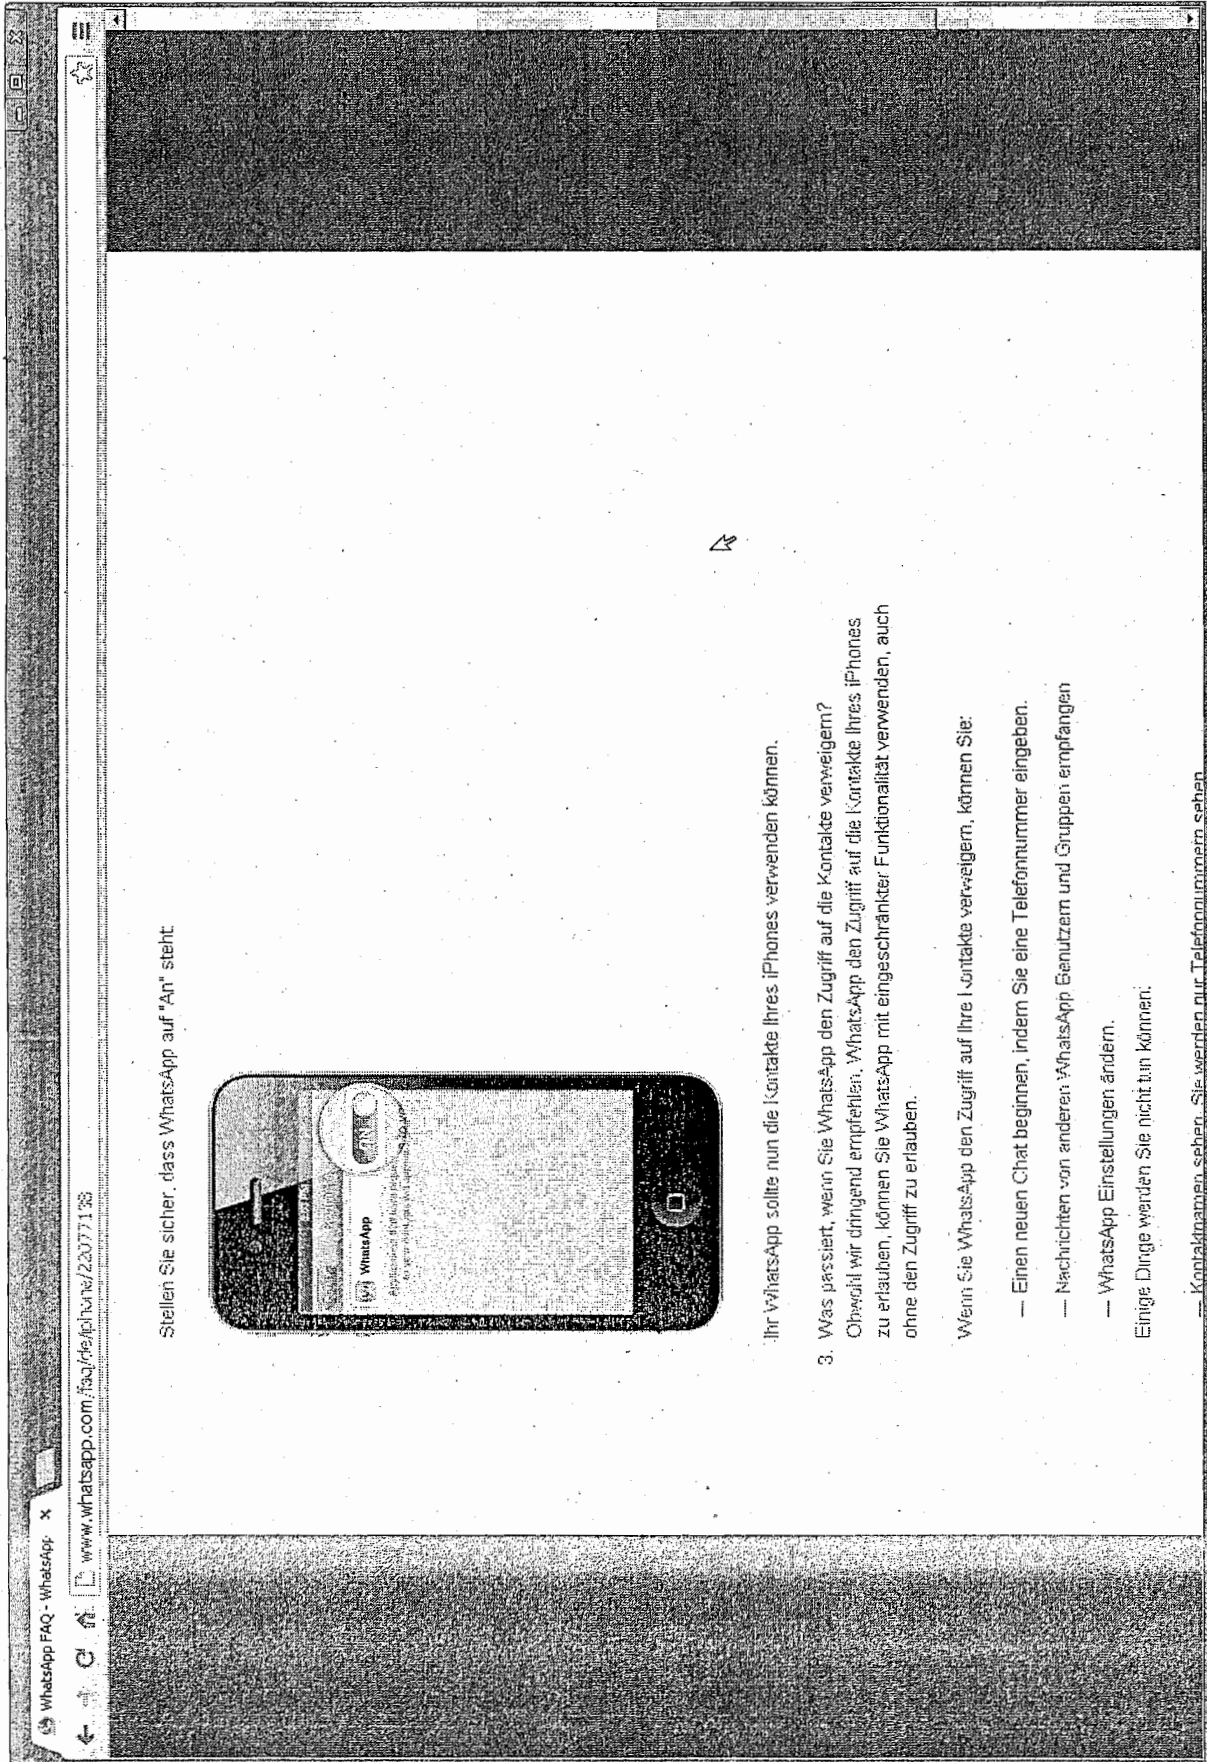 WhatsApp FAQ - WhatsApp
www.whatsapp.com/faq/de/iphone/22077138
Stellen Sie sicher, dass WhatsApp auf "An" steht:
WhatsApp
Ihr WhatsApp sollte nun die Kontakte Ihres iPhones verwenden können.
3. Was passiert, wenn Sie WhatsApp den Zugriff auf die Kontakte verweigern?
Obwohl wir dringend empfehlen, WhatsApp den Zugriff auf die Kontakte Ihres iPhones
zu erlauben, können Sie WhatsApp mit eingeschränkter Funktionalität verwenden, auch
ohne den Zugriff zu erlauben.
Wenn Sie WhatsApp den Zugriff auf Ihre Kontakte verweigern, können Sie:
— Einen neuen Chat beginnen, indem Sie eine Telefonnummer eingeben.
— Nachrichten von anderen WhatsApp Benutzern und Gruppen empfangen
— WhatsApp Einstellungen ändern.
Einige Dinge werden Sie nicht tun können:
— Kontaktnamen sehen. Sie werden nur Telefonnummern sehen